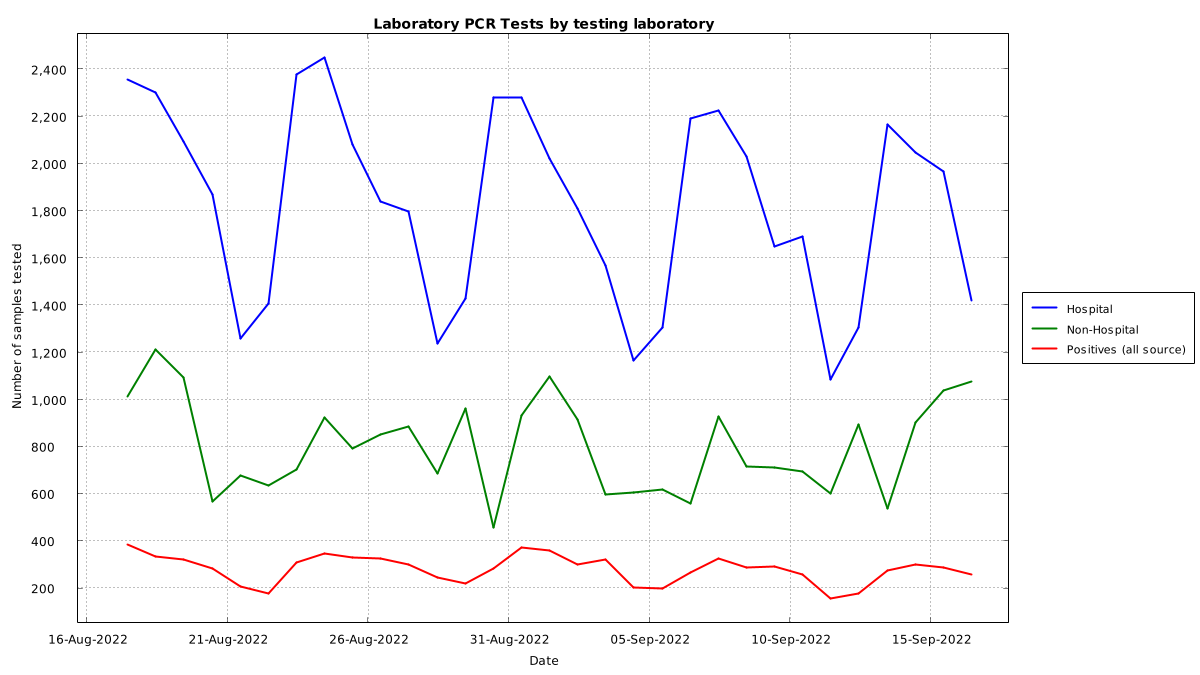 Laboratory PCR Tests by testing laboratory
2,400
2,200
2,000
1,800
1,600
1,400
1,200
1,000
800
600
400
200
Number of samples tested
16-Aug-2022
21-Aug-2022
26-Aug-2022
31-Aug-2022
05-Sep-2022
10-Sep-2022
15-Sep-2022
Date
Hospital
Non-Hospital
Positives (all source)